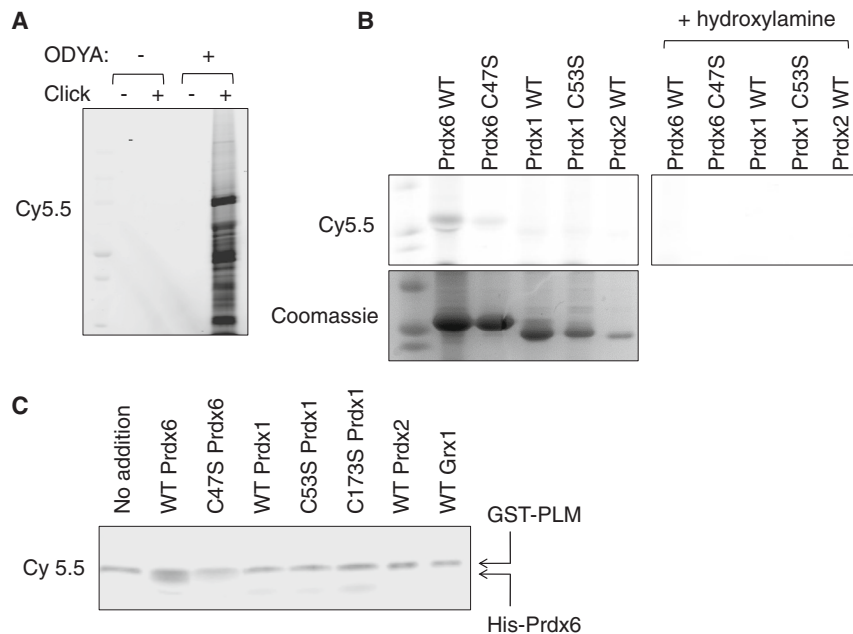 A
ODYA: - +
Click - + - +
Cy5.5
B
+ hydroxylamine
Prdx6 WT
Prdx6 C47S
Prdx1 WT
Prdx1 C53S
Prdx2 WT
Prdx6 WT
Prdx6 C47S
Prdx1 WT
Prdx1 C53S
Prdx2 WT
Cy5.5
Coomassie
C
No addition
WT Prdx6
C47S Prdx6
WT Prdx1
C53S Prdx1
C173S Prdx1
WT Prdx2
WT Grx1
GST-PLM
Cy 5.5
His-Prdx6